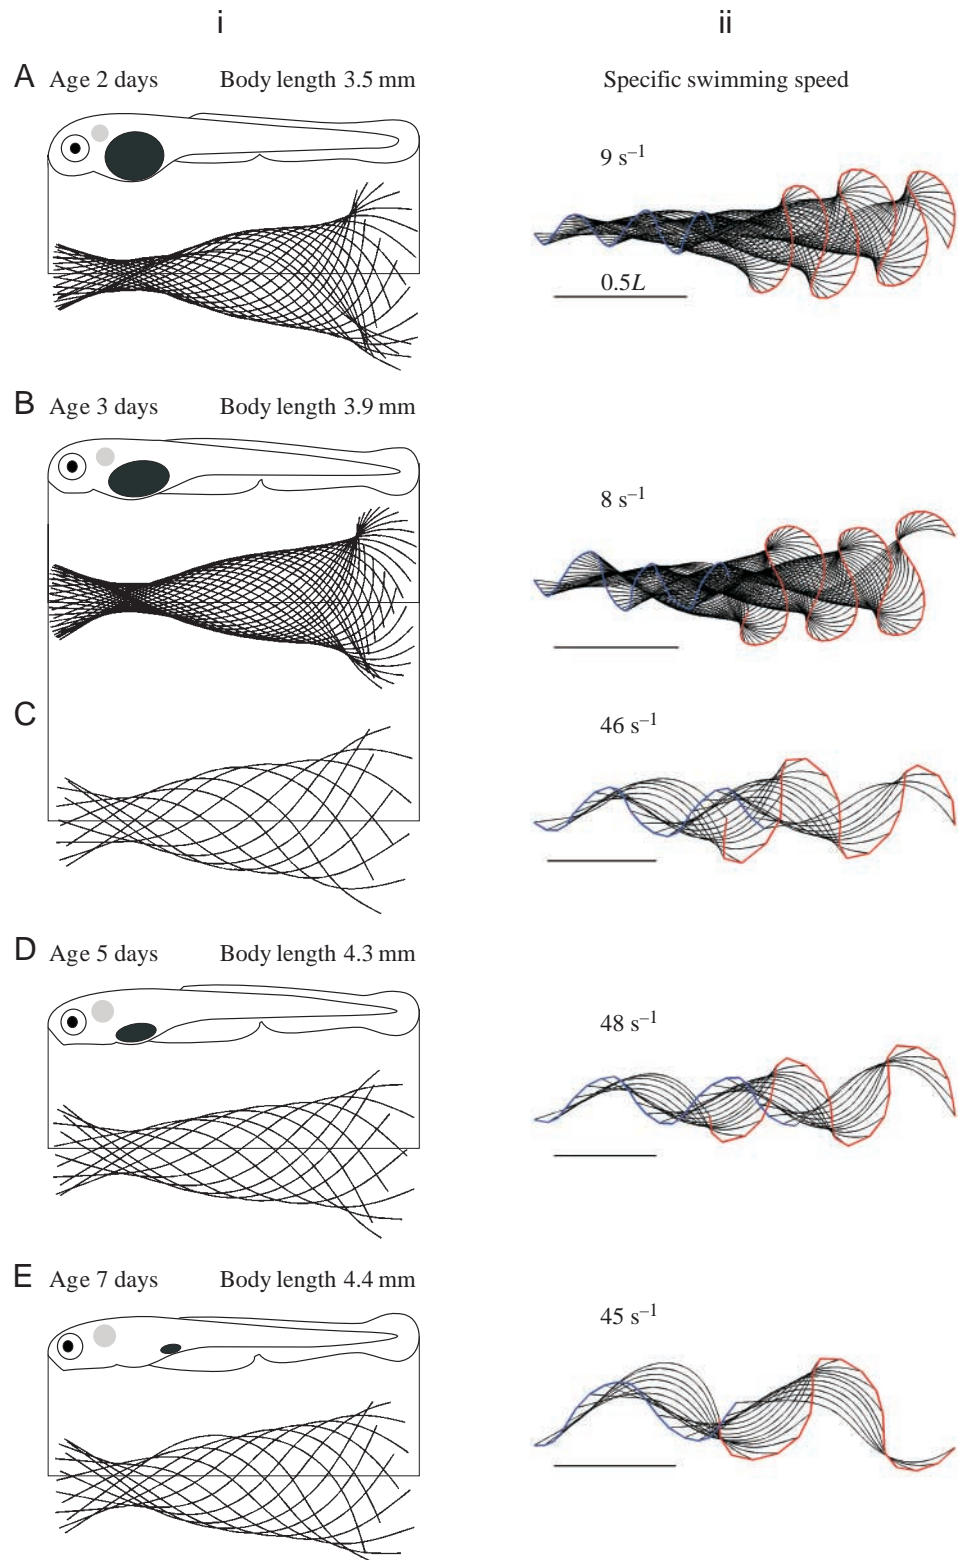 i ii
A Age 2 days Body length 3.5 mm Specific swimming speed
9 s–1
0.5L
B Age 3 days Body length 3.9 mm
8 s–1
C
46 s–1
D Age 5 days Body length 4.3 mm
48 s–1
E Age 7 days Body length 4.4 mm
45 s–1